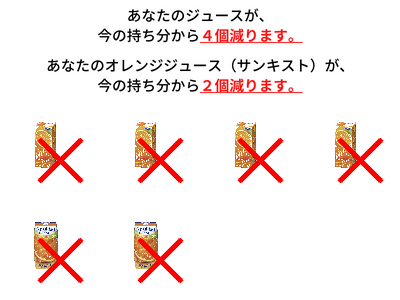 あなたのジュースが、
今の持ち分から４個減ります。
あなたのオレンジジュース（サンキスト）が、
今の持ち分から２個減ります。